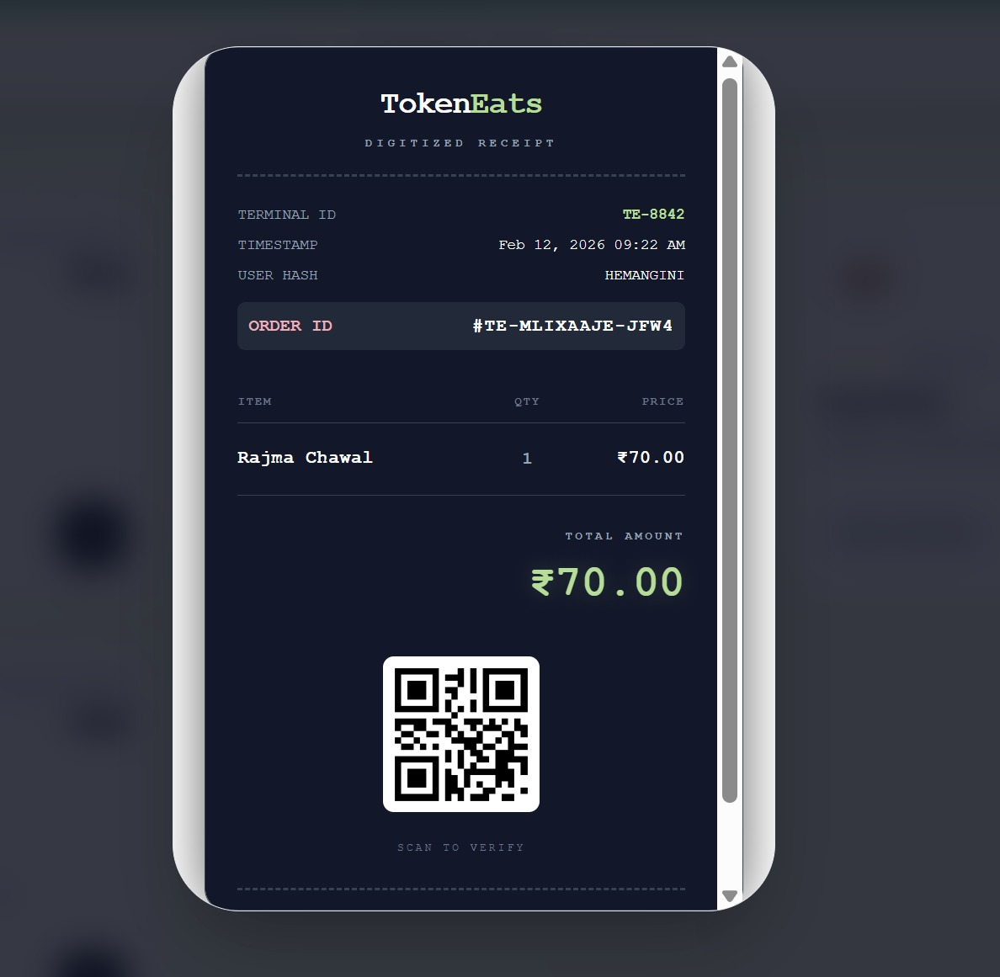 TokenEats
DIGITIZED RECEIPT
TERMINAL ID TE-8842
TIMESTAMP Feb 12, 2026 09:22 AM
USER HASH HEMANGINI
ORDER ID #TE-MLIXAAJE-JFW4
ITEM QTY PRICE
Rajma Chawal 1 ₹70.00
TOTAL AMOUNT
₹70.00
SCAN TO VERIFY